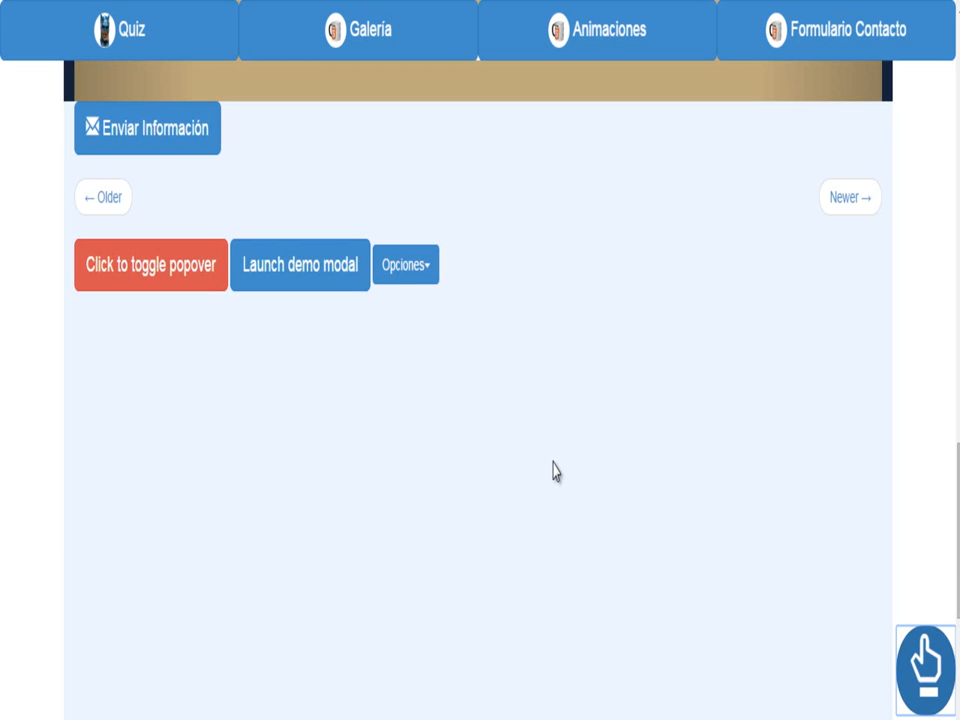 Quiz
Galería
Animaciones
Formulario Contacto
Enviar Información
← Older
Newer →
Click to toggle popover
Launch demo modal
Opciones